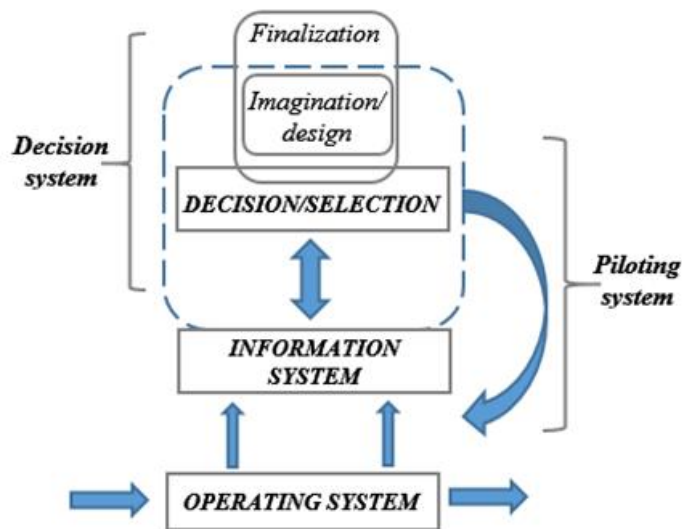 Finalization
Imagination/
design
Decision
system
DECISION/SELECTION
Piloting
system
INFORMATION
SYSTEM
OPERATING SYSTEM